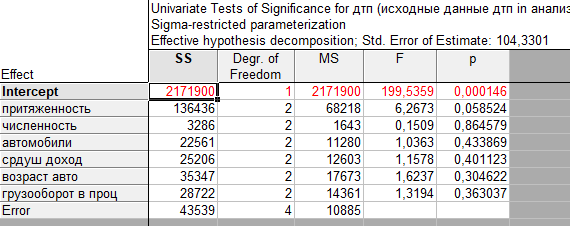 Univariate Tests of Significance for дтп (исходные данные дтп in анализ
Sigma-restricted parameterization
Effective hypothesis decomposition; Std. Error of Estimate: 104,3301
Effect SS Degr. of Freedom MS F p
Intercept 2171900 1 2171900 199,5359 0,000146
притяженность 136436 2 68218 6,2673 0,058524
численность 3286 2 1643 0,1509 0,864579
автомобили 22561 2 11280 1,0363 0,433869
срдуш доход 25206 2 12603 1,1578 0,401123
возраст авто 35347 2 17673 1,6237 0,304622
грузооборот в проц 28722 2 14361 1,3194 0,363037
Error 43539 4 10885